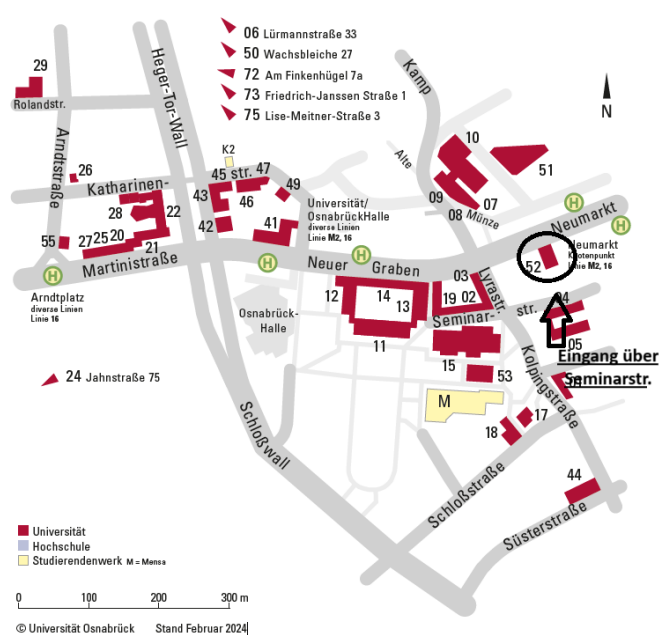 06 Lürmannstraße 33
50 Wachsbleiche 27
72 Am Finkenhügel 7a
73 Friedrich-Janssen Straße 1
75 Lise-Meitner-Straße 3
29
Rolandstr.
Heger-Tor-Wall
Kamp
N
Arndtstraße
26
K2
45 str. 47
Katharinen-
43
46
49
Alte
10
51
28
22
42
41
Universität/
OsnabrückHalle
diverse Linien
Linie M2, 16
09
08
07
Münze
H
Neumarkt
H
55
27 25 20
21
Martinistraße
H
Neuer Graben
H
H
Neumarkt
Knotenpunkt
Linie M2, 16
52
Arndtplatz
diverse Linien
Linie 16
12
14
13
03
19 02
Lyrastr.
Seminar-
str.
04
Osnabrück-
Halle
11
15
53
05
Eingang über
Seminarstr.
24 Jahnstraße 75
M
Kolpingstraße
17
18
Schloßwall
Schloßstraße
44
Süsterstraße
Universität
Hochschule
Studierendenwerk M = Mensa
0 100 200 300 m
© Universität Osnabrück Stand Februar 2024